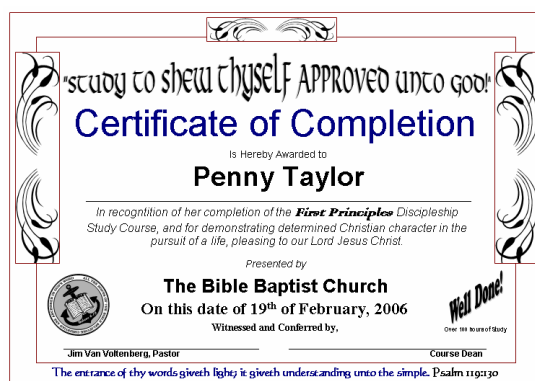 "STUDY TO SHEW THYSELF APPROVED UNTO GOD!"
Certificate of Completion
Is Hereby Awarded to
Penny Taylor
In recogntition of her completion of the First Principles Discipleship
Study Course, and for demonstrating determined Christian character in the
pursuit of a life, pleasing to our Lord Jesus Christ.
Presented by
The Bible Baptist Church
On this date of 19th of February, 2006
Witnessed and Conferred by,
Well Done!
Over 100 hours of Study
Jim Van Voltenberg, Pastor
Course Dean
The entrance of thy words giveth light; it giveth understanding unto the simple. Psalm 119:130